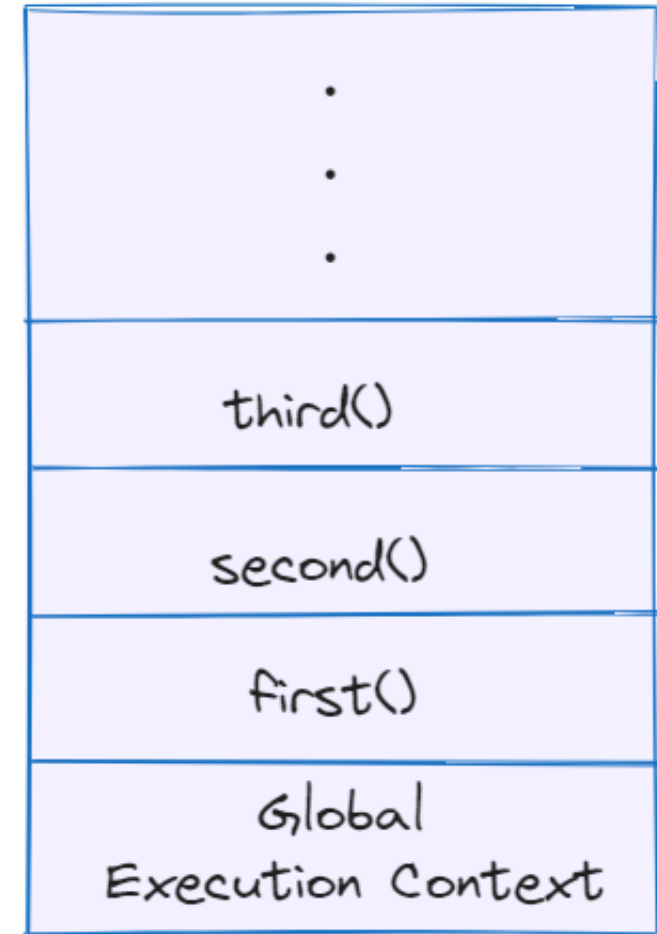 third()
second()
first()
Global
Execution Context